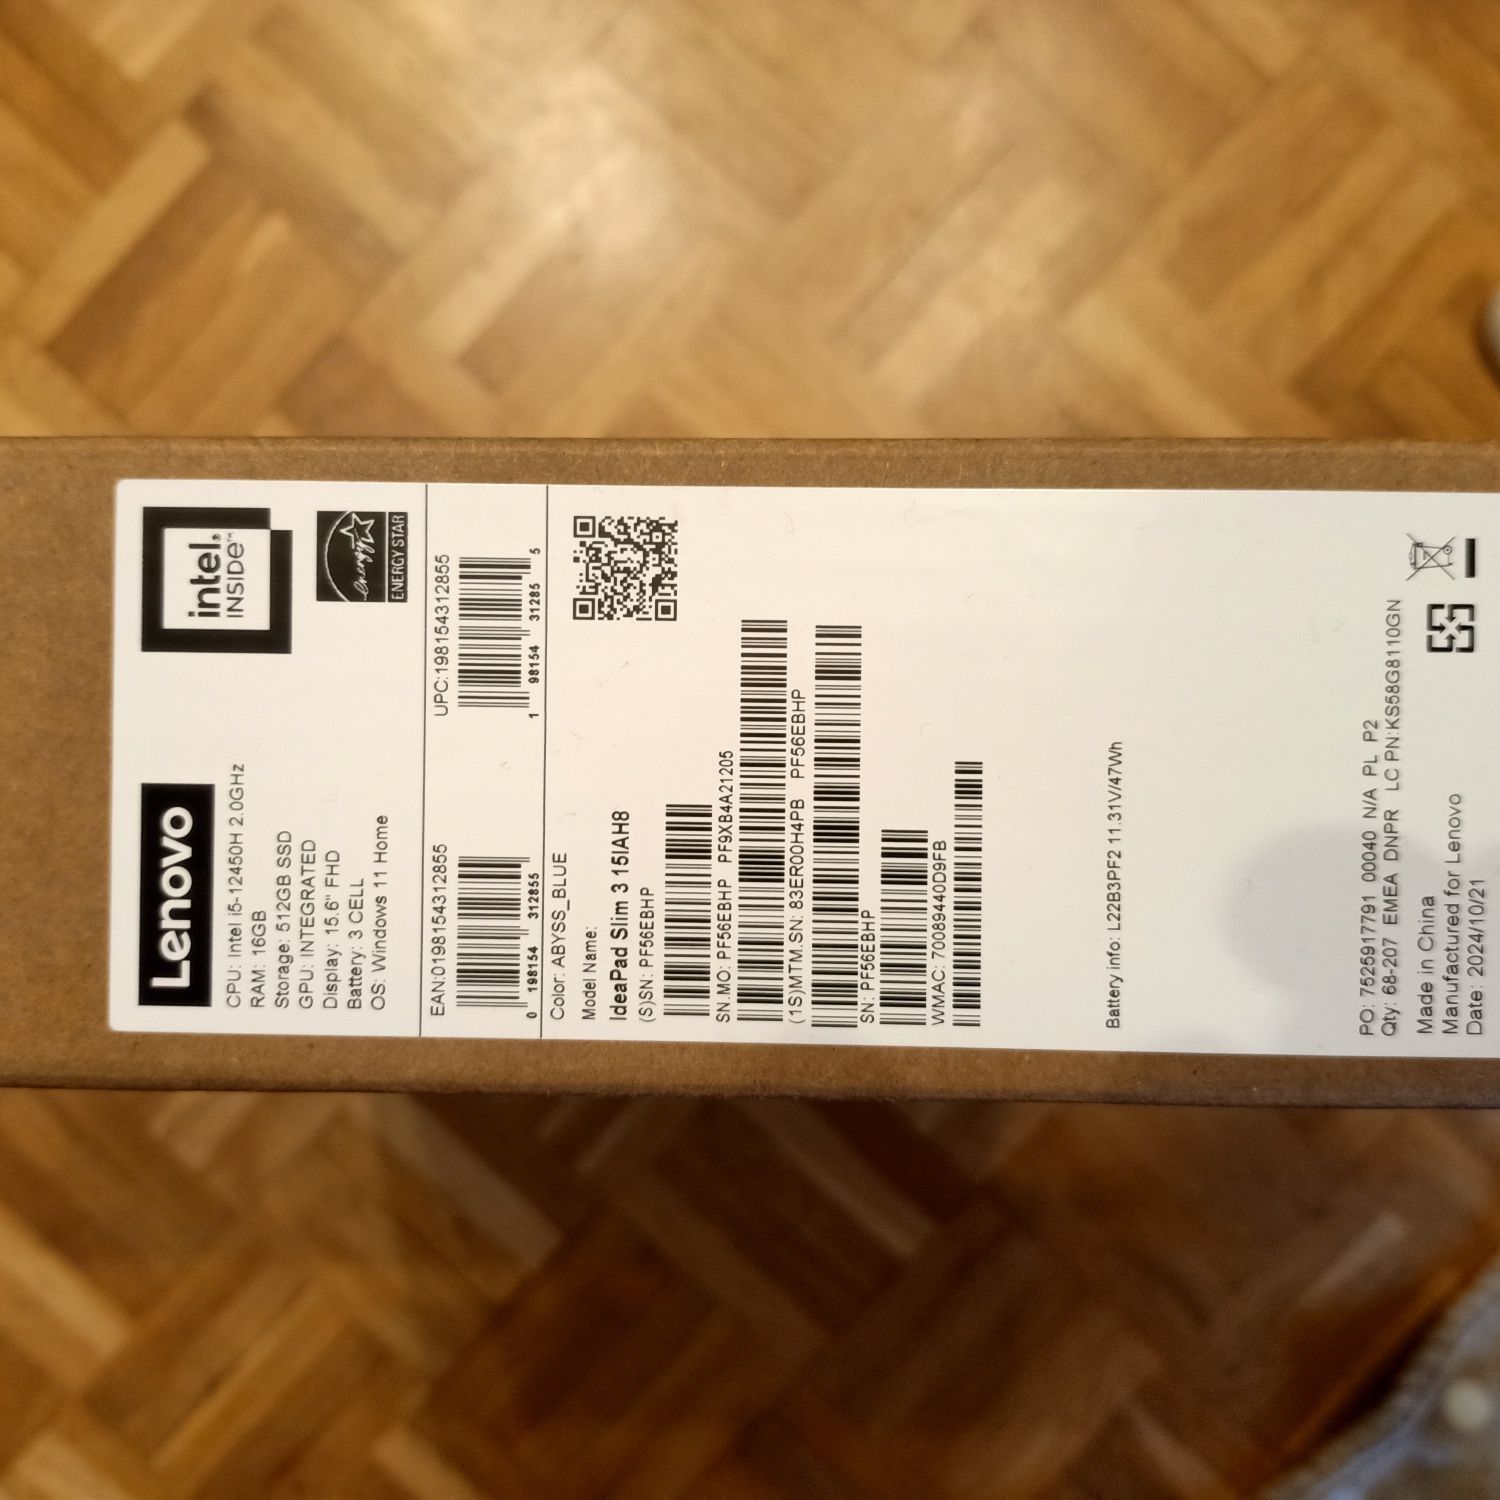 Lenovo
intel.
INSIDE™
CPU: Intel i5-12450H 2.0GHz
RAM: 16GB
Storage: 512GB SSD
GPU: INTEGRATED
Display: 15.6" FHD
Battery: 3 CELL
OS: Windows 11 Home
energy
ENERGY STAR
EAN:0198154312855
0 198154 312855
UPC:198154312855
1 98154 31285 5
Color: ABYSS_BLUE
Model Name:
IdeaPad Slim 3 15IAH8
(S)SN: PF56EBHP
SN.MO: PF56EBHP PF9XB4A21205
(1S)MTM.SN: 83ER00H4PB PF56EBHP
SN: PF56EBHP
WMAC: 70089440D9FB
Battery info: L22B3PF2 11.31V/47Wh
PO: 7525917791 00040 N/A PL P2
Qty: 68-207 EMEA DNPR LC PN:KS58G8110GN
Made in China
Manufactured for Lenovo
Date: 2024/10/21